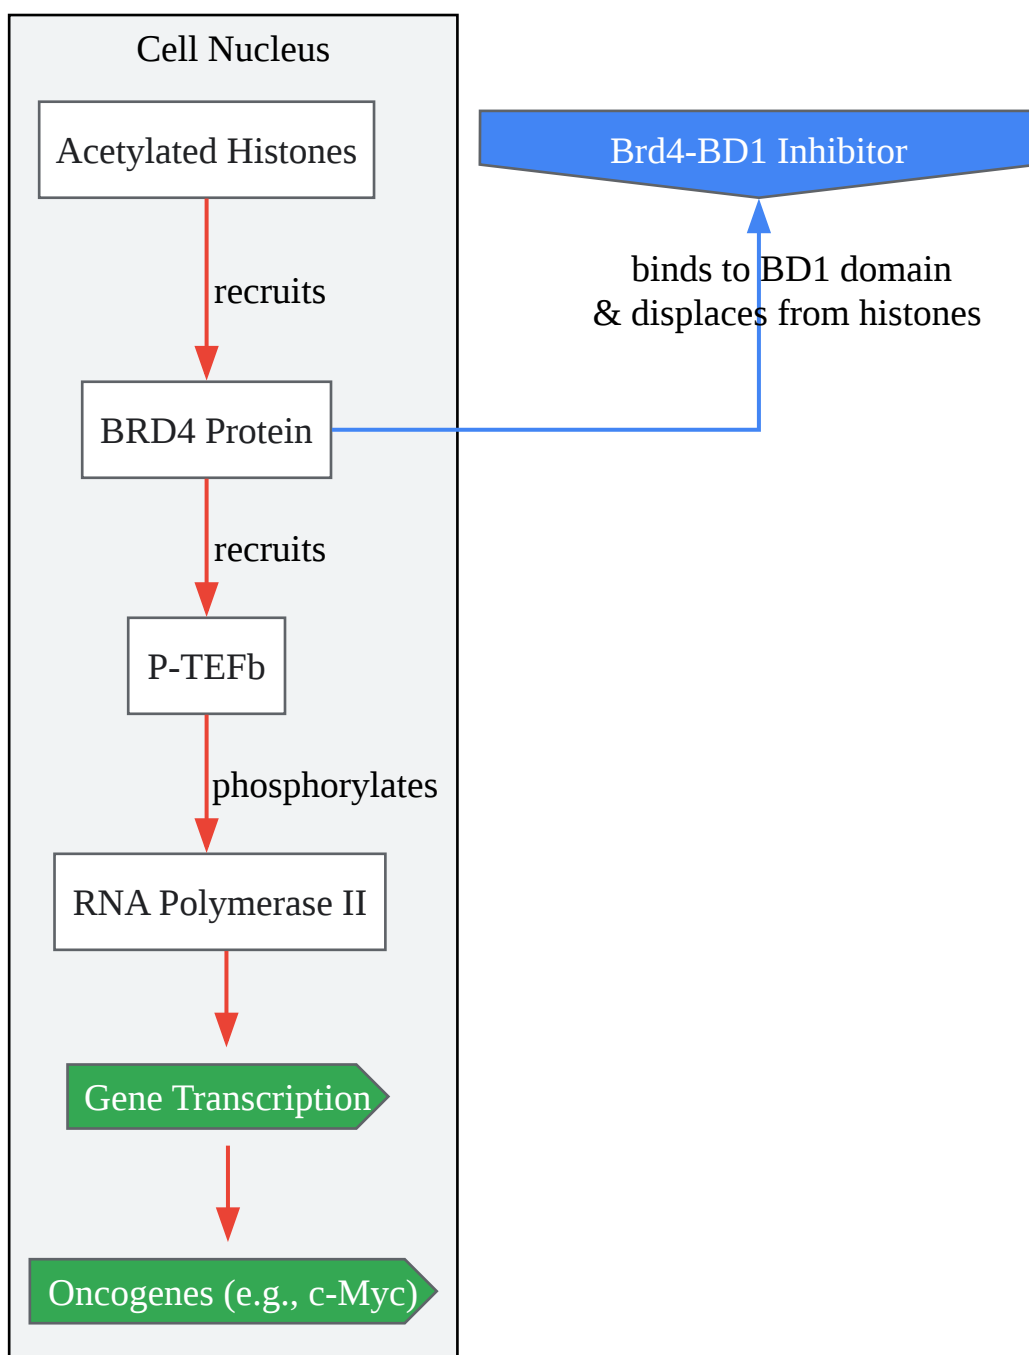 Cell Nucleus
Acetylated Histones
Brd4-BD1 Inhibitor
recruits
binds to BD1 domain
& displaces from histones
BRD4 Protein
recruits
P-TEFb
phosphorylates
RNA Polymerase II
Gene Transcription
Oncogenes (e.g., c-Myc)